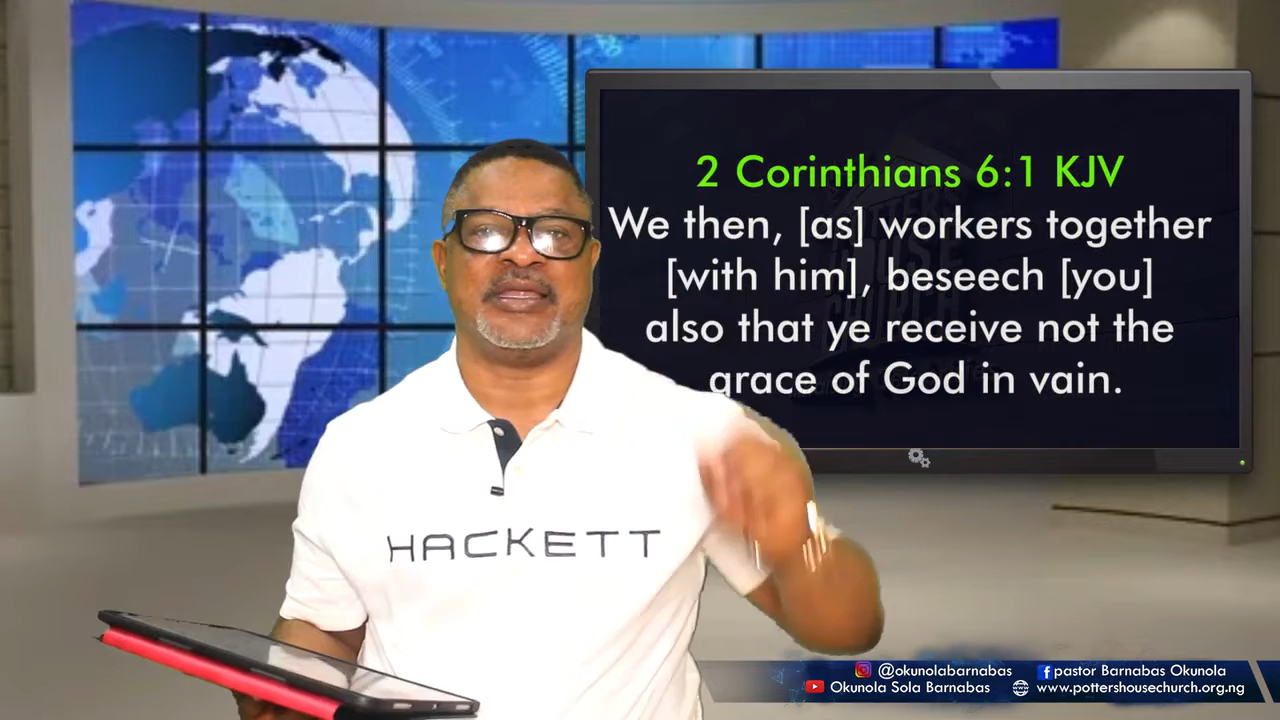 2 Corinthians 6:1 KJV
We then, [as] workers together
[with him], beseech [you]
also that ye receive not the
grace of God in vain.
HACKETT
@okunolabarnabas
pastor Barnabas Okunola
Okunola Sola Barnabas
www.pottershousechurch.org.ng